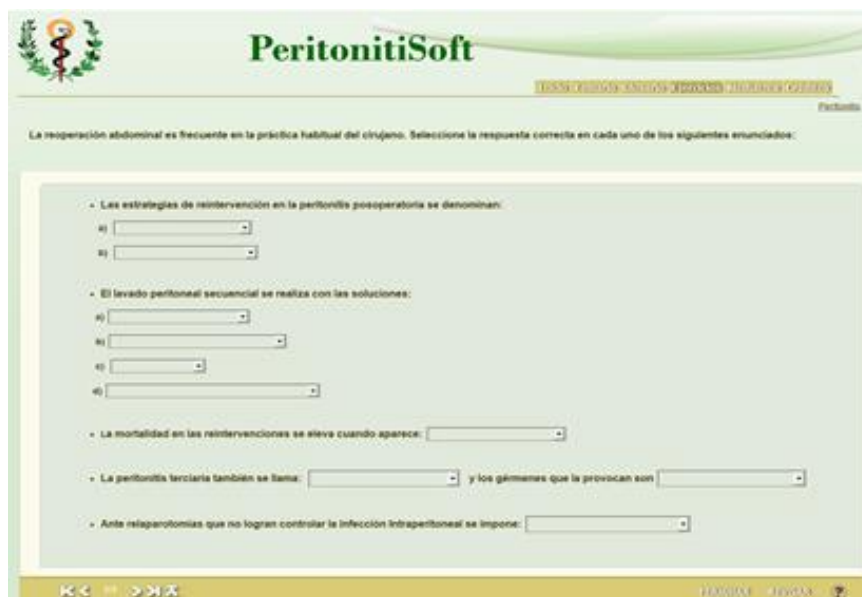 PeritonitiSoft
Peritonitis
La reoperación abdominal es frecuente en la práctica habitual del cirujano. Seleccione la respuesta correcta en cada uno de los siguientes enunciados:
• Las estrategias de reintervención en la peritonitis posoperatoria se denominan:
a)
b)
• El lavado peritoneal secuencial se realiza con las soluciones:
a)
b)
c)
d)
• La mortalidad en las reintervenciones se eleva cuando aparece:
• La peritonitis terciaria también se llama: y los gérmenes que la provocan son
• Ante relaparotomías que no logran controlar la infección intraperitoneal se impone:
?